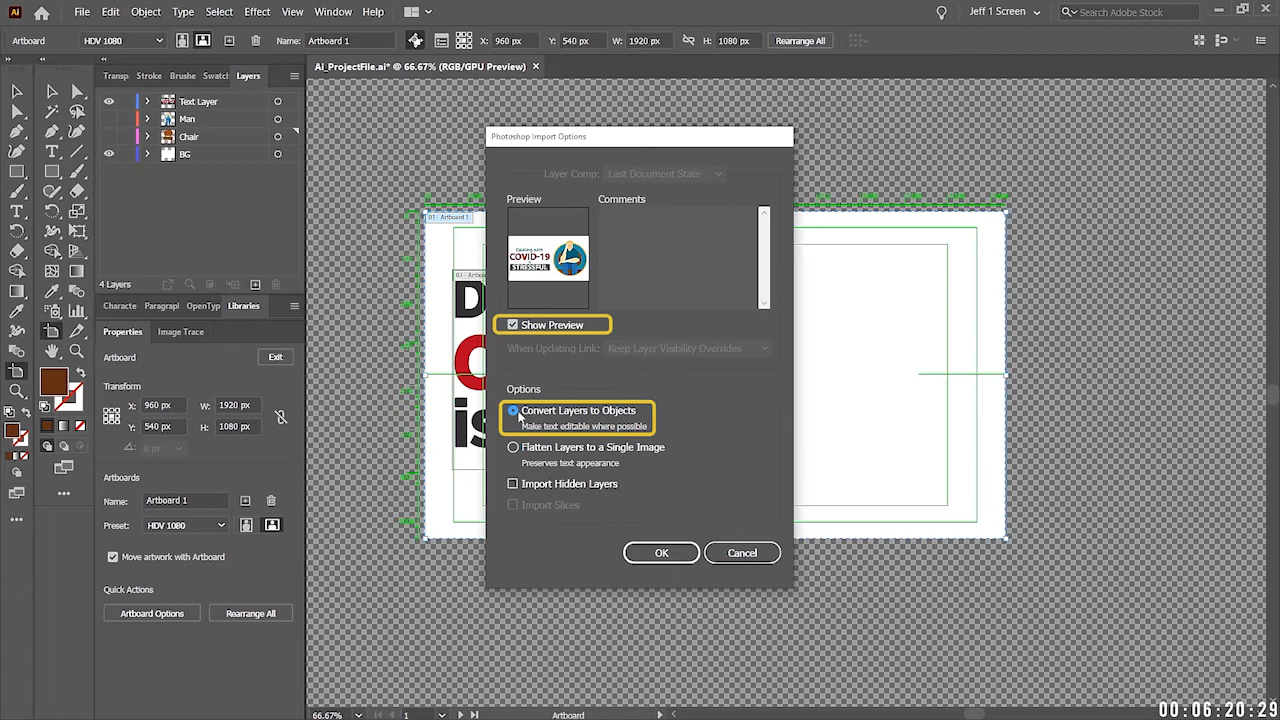 Ai File Edit Object Type Select Effect View Window Help Jeff 1 Screen Search Adobe Stock
Artboard HDV 1080 Name: Artboard 1 X: 960 px Y: 540 px W: 1920 px H: 1080 px Rearrange All
Ai_ProjectFile.ai* @ 66.67% (RGB/GPU Preview)
Transp Stroke Brushe Swatch Layers
Text Layer
Man
Chair
BG
4 Layers
Characte Paragrapl OpenTyp Libraries
Properties Image Trace
Artboard Exit
Transform
X: 960 px W: 1920 px
Y: 540 px H: 1080 px
0 px
Artboards
Name: Artboard 1
Preset: HDV 1080
Move artwork with Artboard
Quick Actions
Artboard Options Rearrange All
01 - Artboard 1
03 - Artbo
D
C
is
Photoshop Import Options
Layer Comp: Last Document State
Preview Comments
Dealing with
COVID-19
STRESSFUL
Show Preview
When Updating Link: Keep Layer Visibility Overrides
Options
Convert Layers to Objects
Make text editable where possible
Flatten Layers to a Single Image
Preserves text appearance
Import Hidden Layers
Import Slices
OK Cancel
66.67% 1 Artboard
00:06:20:29